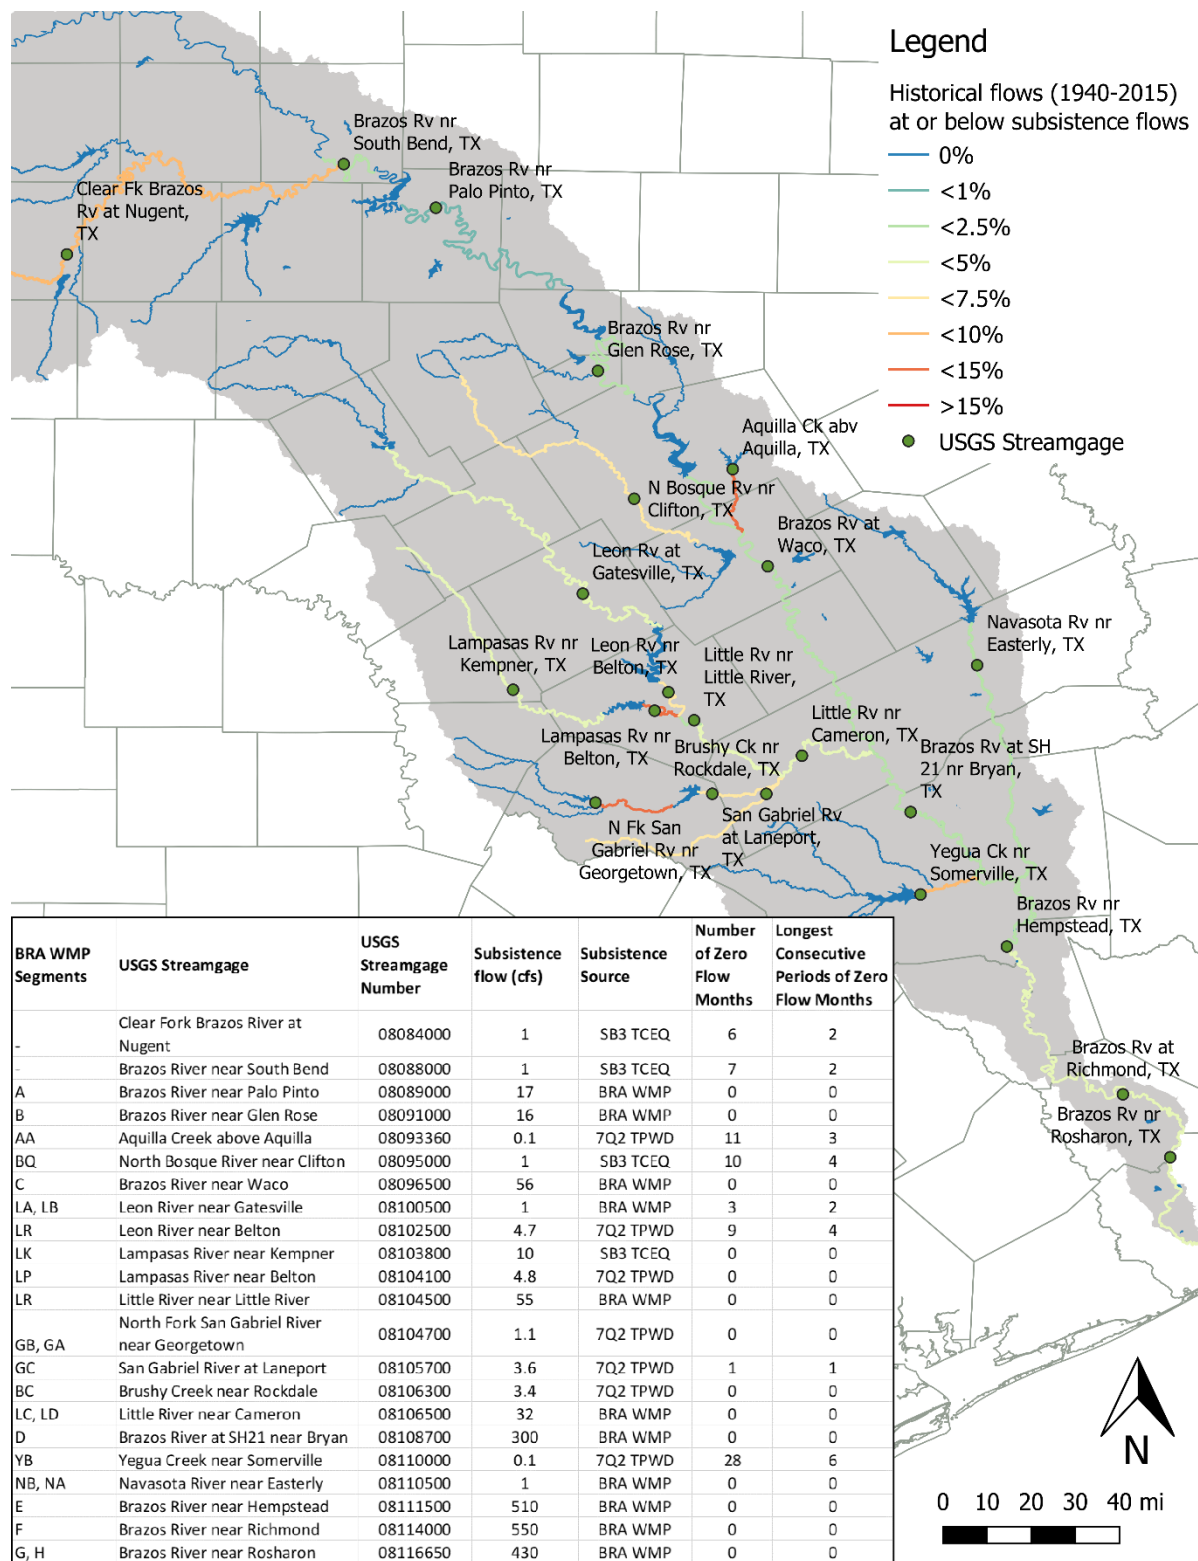 Legend
Historical flows (1940-2015)
at or below subsistence flows
0%
<1%
<2.5%
<5%
<7.5%
<10%
<15%
>15%
USGS Streamgage
Brazos Rv nr
South Bend, TX
Brazos Rv nr
Palo Pinto, TX
Clear Fk Brazos
Rv at Nugent,
TX
Brazos Rv nr
Glen Rose, TX
Aquilla Ck abv
Aquilla, TX
N Bosque Rv nr
Clifton, TX
Brazos Rv at
Waco, TX
Leon Rv at
Gatesville, TX
Navasota Rv nr
Easterly, TX
Lampasas Rv nr
Kempner, TX
Leon Rv nr
Belton, TX
Little Rv nr
Little River,
TX
Lampasas Rv nr
Belton, TX
Brushy Ck nr
Rockdale, TX
Little Rv nr
Cameron, TX
Brazos Rv at SH
21 nr Bryan,
TX
N Fk San
Gabriel Rv nr
Georgetown, TX
San Gabriel Rv
at Laneport,
TX
Yegua Ck nr
Somerville, TX
Brazos Rv nr
Hempstead, TX
Brazos Rv at
Richmond, TX
Brazos Rv nr
Rosharon, TX
BRA WMP Segments USGS Streamgage USGS Streamgage Number Subsistence flow (cfs) Subsistence Source Number of Zero Flow Months Longest Consecutive Periods of Zero Flow Months
- Clear Fork Brazos River at Nugent 08084000 1 SB3 TCEQ 6 2
- Brazos River near South Bend 08088000 1 SB3 TCEQ 7 2
A Brazos River near Palo Pinto 08089000 17 BRA WMP 0 0
B Brazos River near Glen Rose 08091000 16 BRA WMP 0 0
AA Aquilla Creek above Aquilla 08093360 0.1 7Q2 TPWD 11 3
BQ North Bosque River near Clifton 08095000 1 SB3 TCEQ 10 4
C Brazos River near Waco 08096500 56 BRA WMP 0 0
LA, LB Leon River near Gatesville 08100500 1 BRA WMP 3 2
LR Leon River near Belton 08102500 4.7 7Q2 TPWD 9 4
LK Lampasas River near Kempner 08103800 10 SB3 TCEQ 0 0
LP Lampasas River near Belton 08104100 4.8 7Q2 TPWD 0 0
LR Little River near Little River 08104500 55 BRA WMP 0 0
GB, GA North Fork San Gabriel River near Georgetown 08104700 1.1 7Q2 TPWD 0 0
GC San Gabriel River at Laneport 08105700 3.6 7Q2 TPWD 1 1
BC Brushy Creek near Rockdale 08106300 3.4 7Q2 TPWD 0 0
LC, LD Little River near Cameron 08106500 32 BRA WMP 0 0
D Brazos River at SH21 near Bryan 08108700 300 BRA WMP 0 0
YB Yegua Creek near Somerville 08110000 0.1 7Q2 TPWD 28 6
NB, NA Navasota River near Easterly 08110500 1 BRA WMP 0 0
E Brazos River near Hempstead 08111500 510 BRA WMP 0 0
F Brazos River near Richmond 08114000 550 BRA WMP 0 0
G, H Brazos River near Rosharon 08116650 430 BRA WMP 0 0
N
0 10 20 30 40 mi